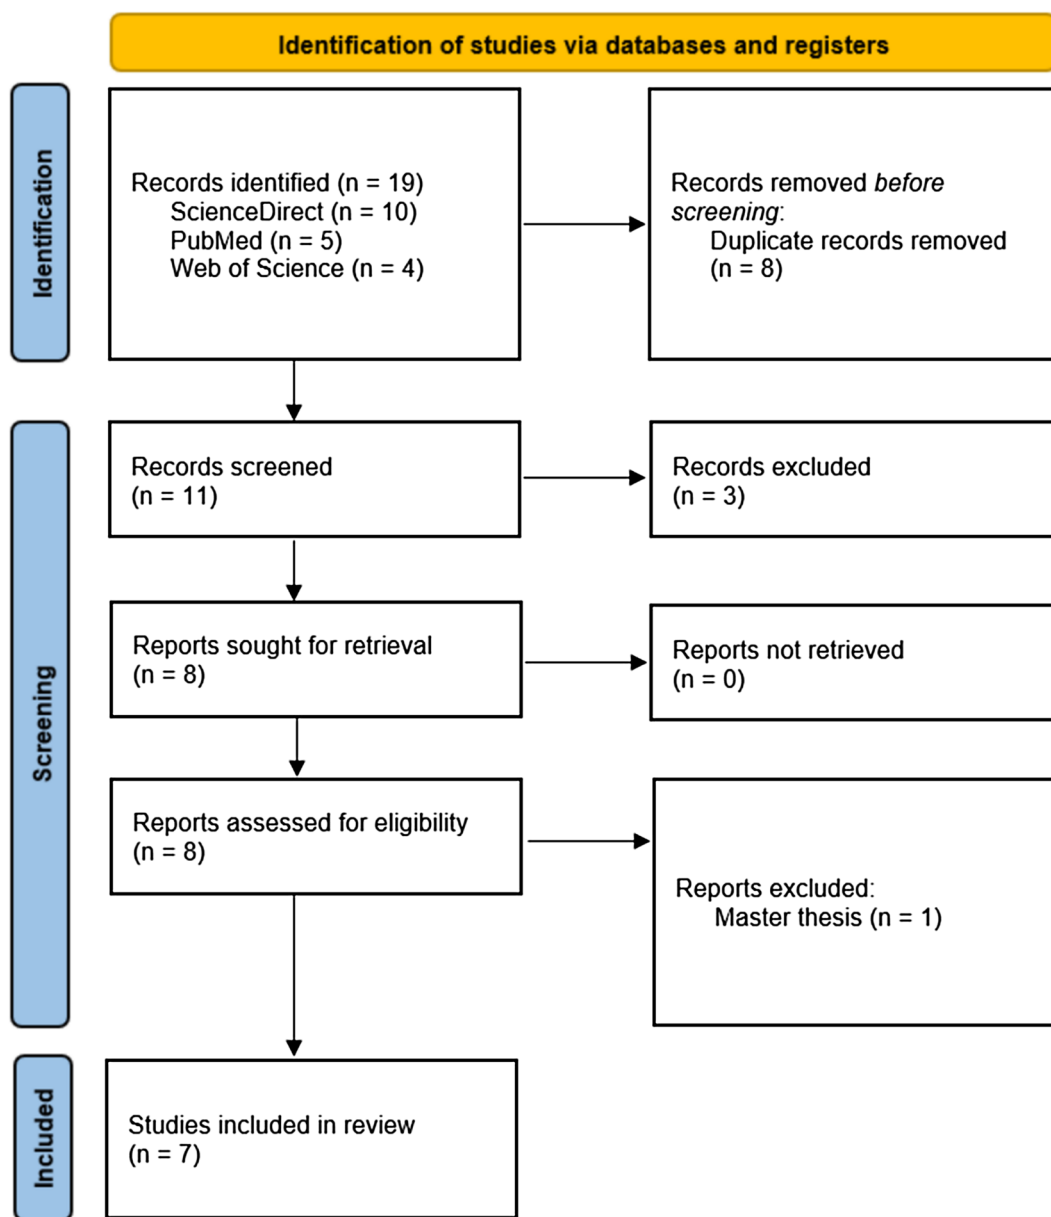 Identification of studies via databases and registers
Identification
Records identified (n = 19)
ScienceDirect (n = 10)
PubMed (n = 5)
Web of Science (n = 4)
Records removed before
screening:
Duplicate records removed
(n = 8)
Screening
Records screened
(n = 11)
Records excluded
(n = 3)
Reports sought for retrieval
(n = 8)
Reports not retrieved
(n = 0)
Reports assessed for eligibility
(n = 8)
Reports excluded:
Master thesis (n = 1)
Included
Studies included in review
(n = 7)